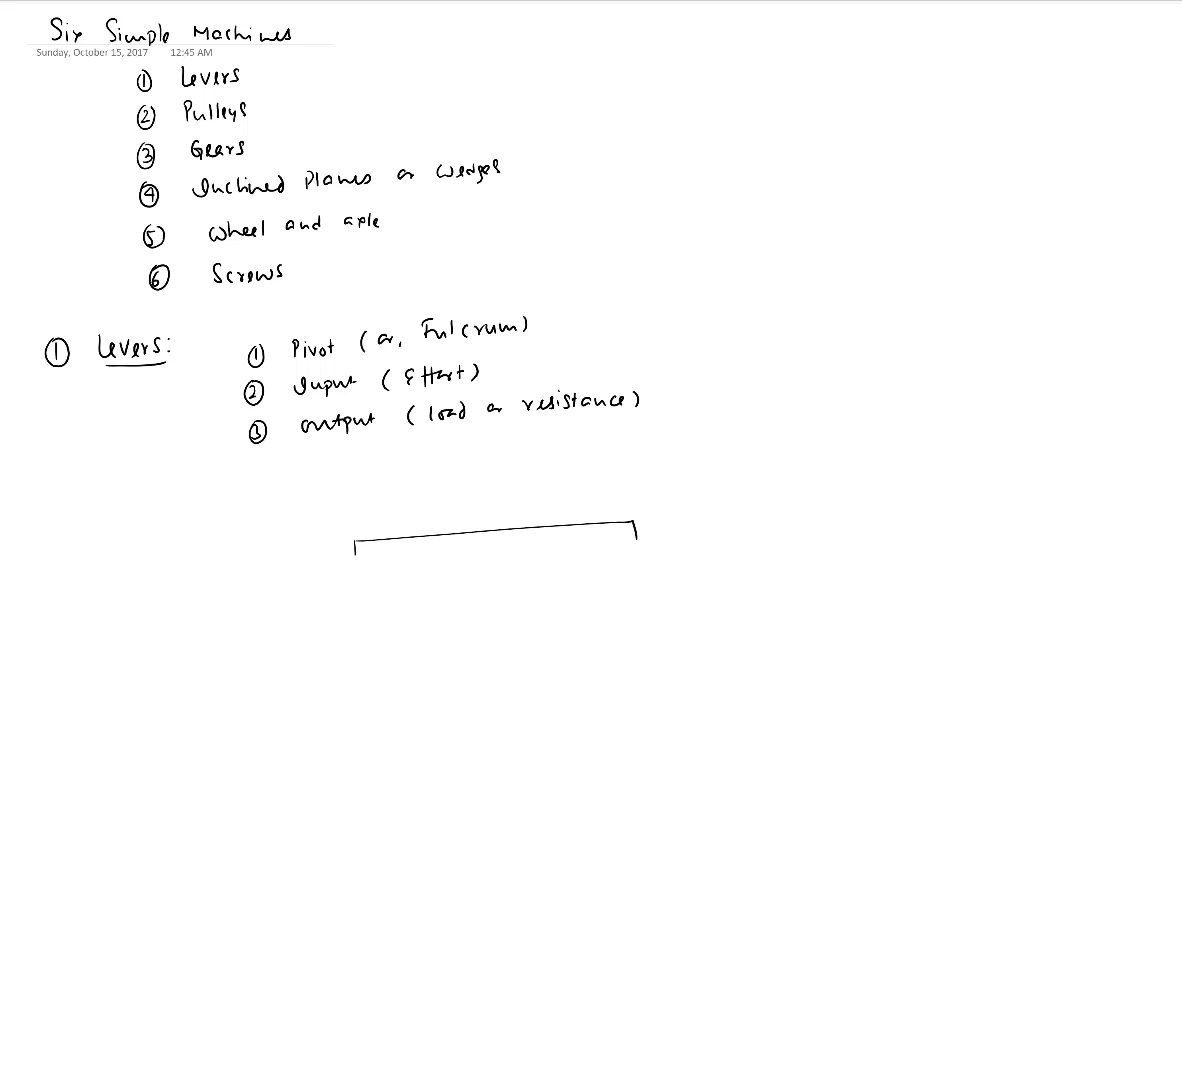 Six Simple Machines
Sunday, October 15, 2017 12:45 AM
① Levers
② Pulleys
③ Gears
④ Inclined Planes or Wedges
⑤ Wheel and axle
⑥ Screws
① Levers: ① Pivot (or, Fulcrum)
② Input (Effort)
③ output (load or resistance)